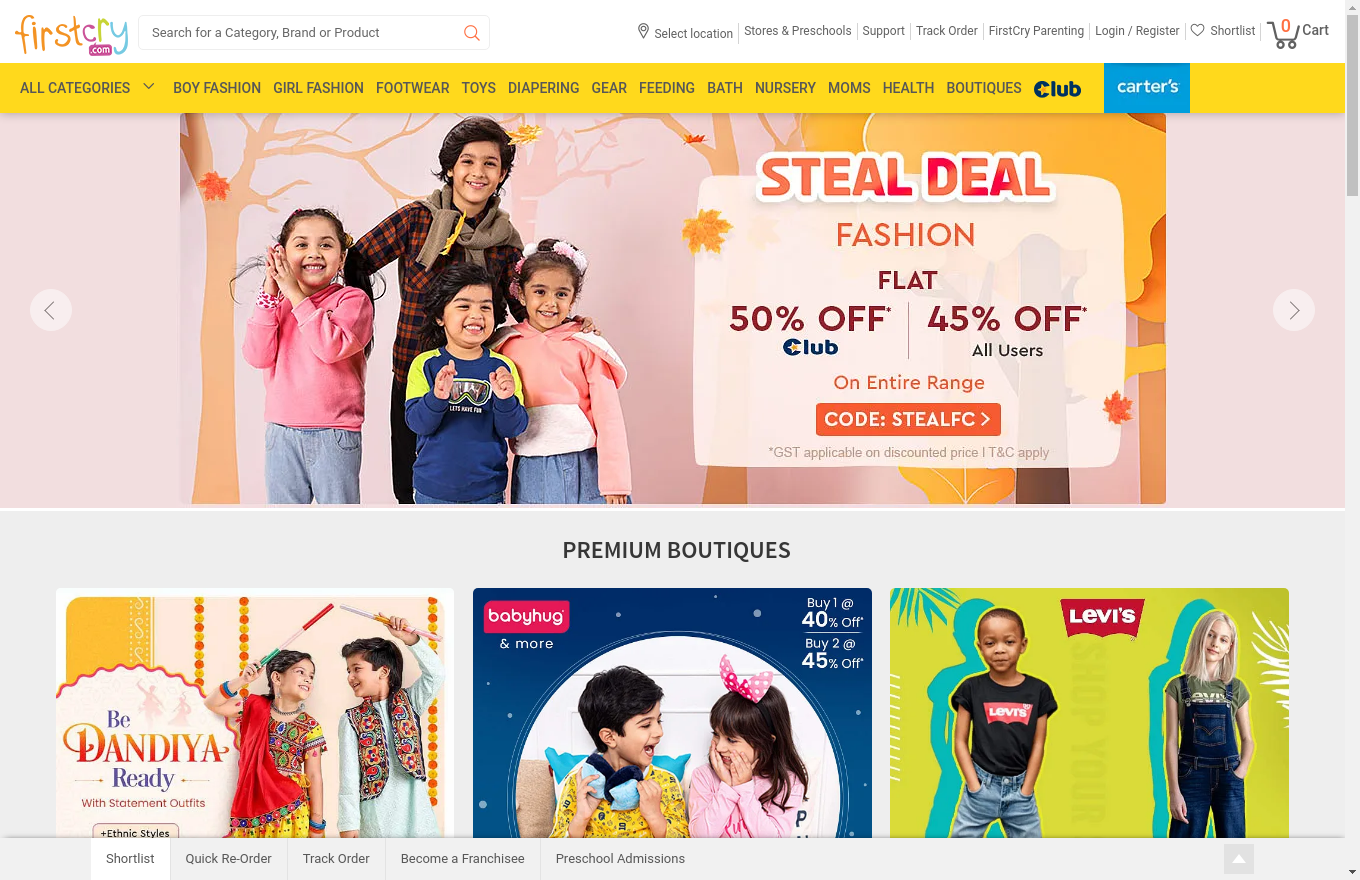 firstcry
.com
Search for a Category, Brand or Product
Select location
Stores & Preschools
Support
Track Order
FirstCry Parenting
Login / Register
Shortlist
0
Cart
ALL CATEGORIES
BOY FASHION
GIRL FASHION
FOOTWEAR
TOYS
DIAPERING
GEAR
FEEDING
BATH
NURSERY
MOMS
HEALTH
BOUTIQUES
Club
carter's
STEAL DEAL
FASHION
FLAT
50% OFF*
Club
45% OFF*
All Users
On Entire Range
CODE: STEALFC >
*GST applicable on discounted price I T&C apply
LETS HAVE FUN
PREMIUM BOUTIQUES
Be
DANDIYA
Ready
With Statement Outfits
+Ethnic Styles
babyhug
& more
Buy 1 @
40% Off*
Buy 2 @
45% Off*
LEVI'S
LEVI'S
Shortlist
Quick Re-Order
Track Order
Become a Franchisee
Preschool Admissions